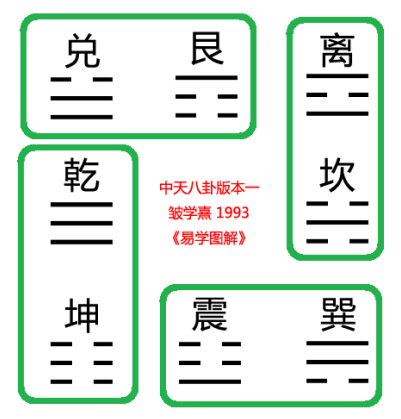 兑 艮 离
乾 坎
中天八卦版本一
皱学熹 1993
《易学图解》
坤 震 巽